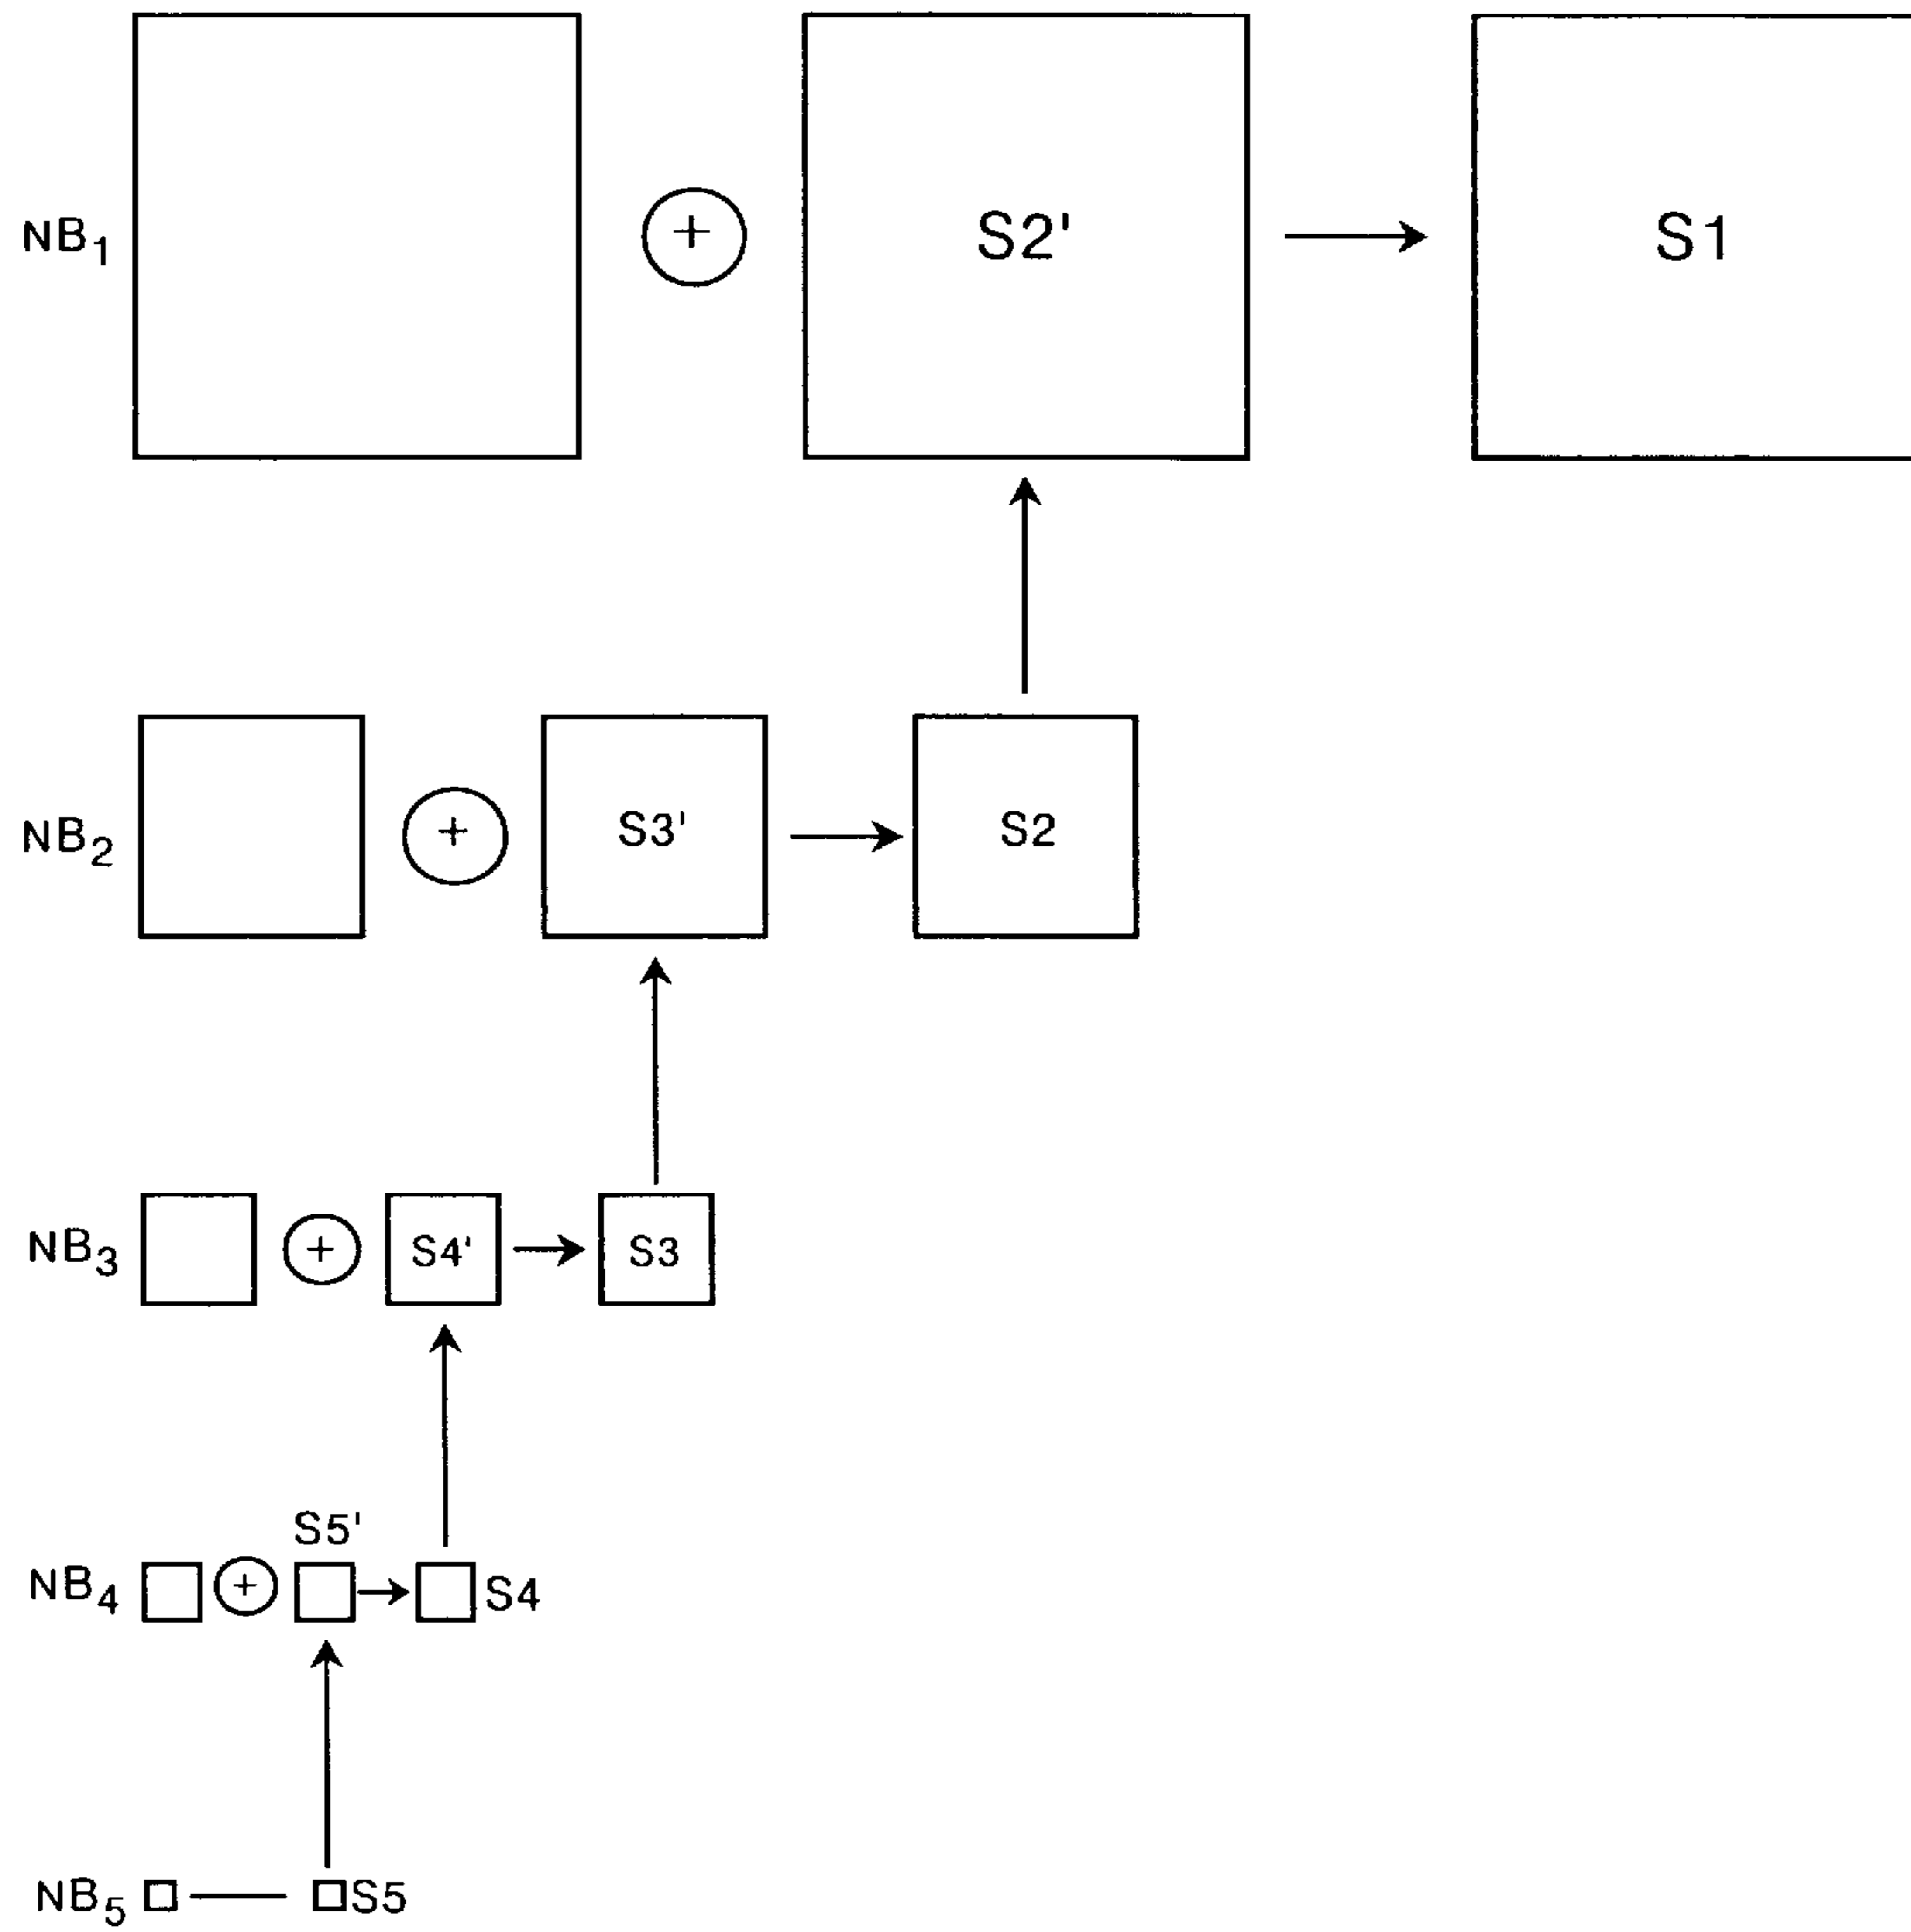 NB1 + S2' S1
NB2 + S3' S2
NB3 + S4' S3
S5'
NB4 + S4
NB5 S5